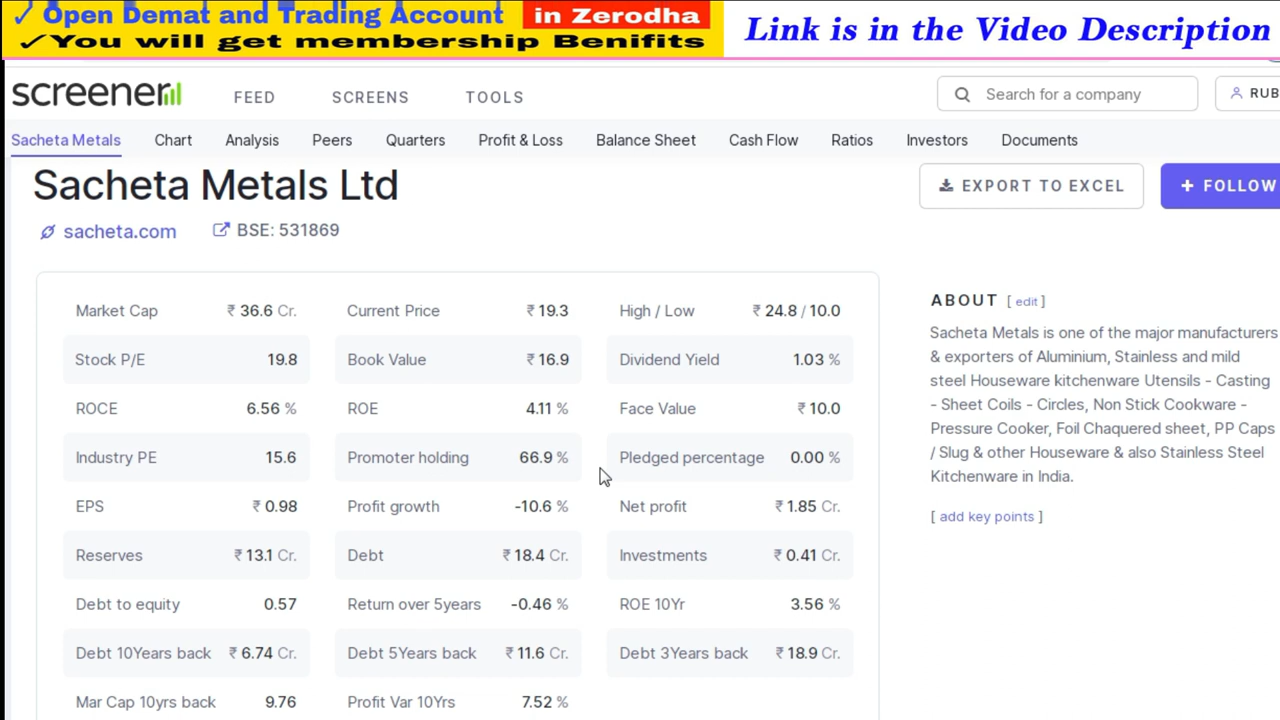 ✓ Open Demat and Trading Account in Zerodha
✓You will get membership Benifits
Link is in the Video Description
screener
FEED SCREENS TOOLS
Search for a company
RUB
Sacheta Metals Chart Analysis Peers Quarters Profit & Loss Balance Sheet Cash Flow Ratios Investors Documents
Sacheta Metals Ltd
EXPORT TO EXCEL
+ FOLLOW
sacheta.com BSE: 531869
Market Cap ₹ 36.6 Cr. Current Price ₹ 19.3 High / Low ₹ 24.8 / 10.0
Stock P/E 19.8 Book Value ₹ 16.9 Dividend Yield 1.03 %
ROCE 6.56 % ROE 4.11 % Face Value ₹ 10.0
Industry PE 15.6 Promoter holding 66.9 % Pledged percentage 0.00 %
EPS ₹ 0.98 Profit growth -10.6 % Net profit ₹ 1.85 Cr.
Reserves ₹ 13.1 Cr. Debt ₹ 18.4 Cr. Investments ₹ 0.41 Cr.
Debt to equity 0.57 Return over 5years -0.46 % ROE 10Yr 3.56 %
Debt 10Years back ₹ 6.74 Cr. Debt 5Years back ₹ 11.6 Cr. Debt 3Years back ₹ 18.9 Cr.
Mar Cap 10yrs back 9.76 Profit Var 10Yrs 7.52 %
ABOUT [ edit ]
Sacheta Metals is one of the major manufacturers
& exporters of Aluminium, Stainless and mild
steel Houseware kitchenware Utensils - Casting
- Sheet Coils - Circles, Non Stick Cookware -
Pressure Cooker, Foil Chaquered sheet, PP Caps
/ Slug & other Houseware & also Stainless Steel
Kitchenware in India.
[ add key points ]